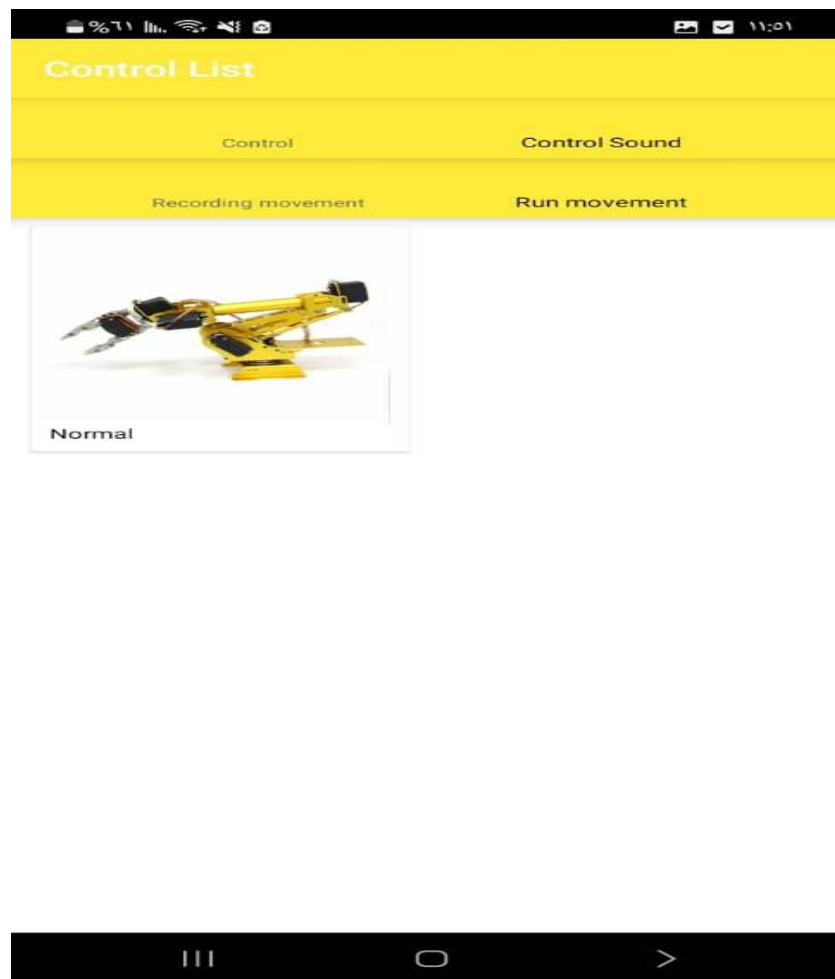 %٦١ ١١:٥١
Control List
Control Control Sound
Recording movement Run movement
Normal